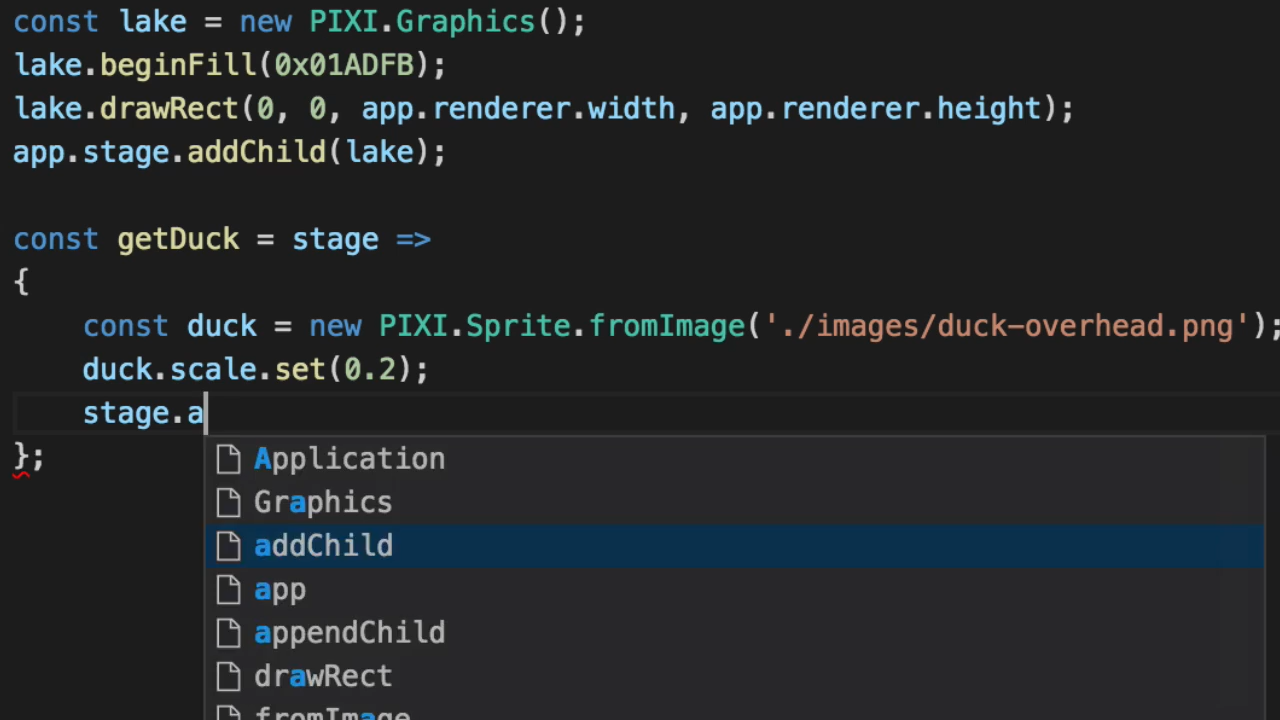 const lake = new PIXI.Graphics();
lake.beginFill(0x01ADFB);
lake.drawRect(0, 0, app.renderer.width, app.renderer.height);
app.stage.addChild(lake);
const getDuck = stage =>
{
const duck = new PIXI.Sprite.fromImage('./images/duck-overhead.png');
duck.scale.set(0.2);
stage.a
};
Application
Graphics
addChild
app
appendChild
drawRect
fromImage